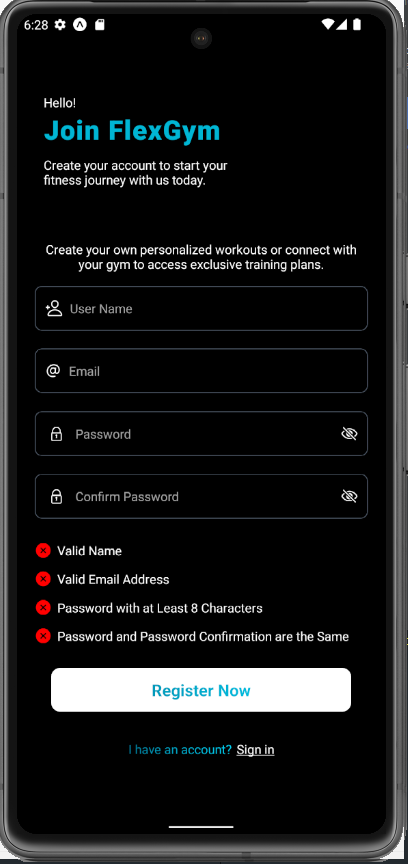 6:28
Hello!
Join FlexGym
Create your account to start your
fitness journey with us today.
Create your own personalized workouts or connect with
your gym to access exclusive training plans.
User Name
@ Email
Password
Confirm Password
Valid Name
Valid Email Address
Password with at Least 8 Characters
Password and Password Confirmation are the Same
Register Now
I have an account? Sign in